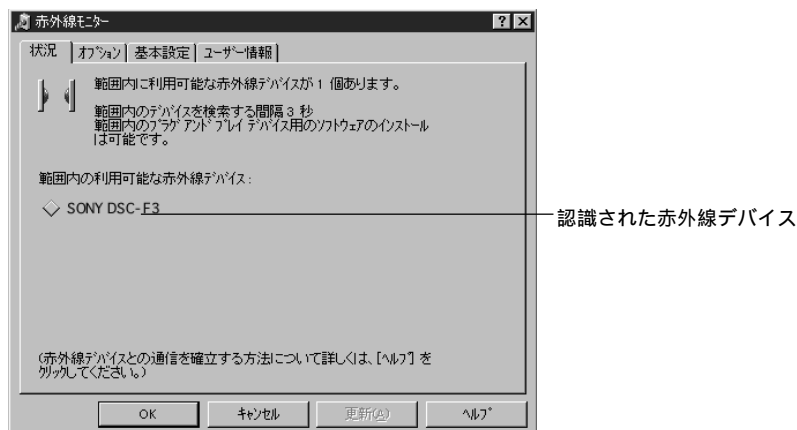 赤外線モニター
状況 オプション 基本設定 ユーザー情報
範囲内に利用可能な赤外線デバイスが 1 個あります。
範囲内のデバイスを検索する間隔 3 秒
範囲内のプラグ アンド プレイ デバイス用のソフトウェアのインストール
は可能です。
範囲内の利用可能な赤外線デバイス:
SONY DSC-F3
認識された赤外線デバイス
(赤外線デバイスとの通信を確立する方法について詳しくは、[ヘルプ] を
クリックしてください。)
OK キャンセル 更新(A) ヘルプ